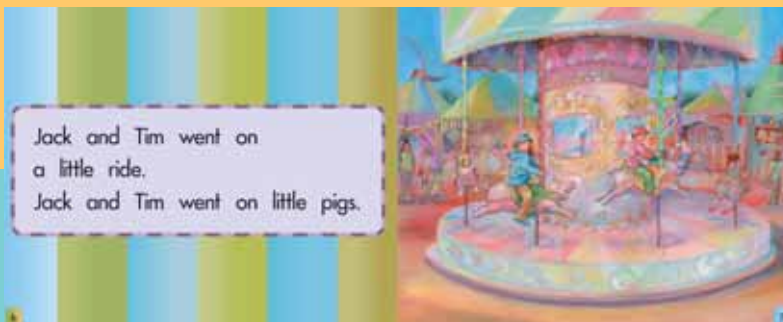 Jack and Tim went on
a little ride.
Jack and Tim went on little pigs.